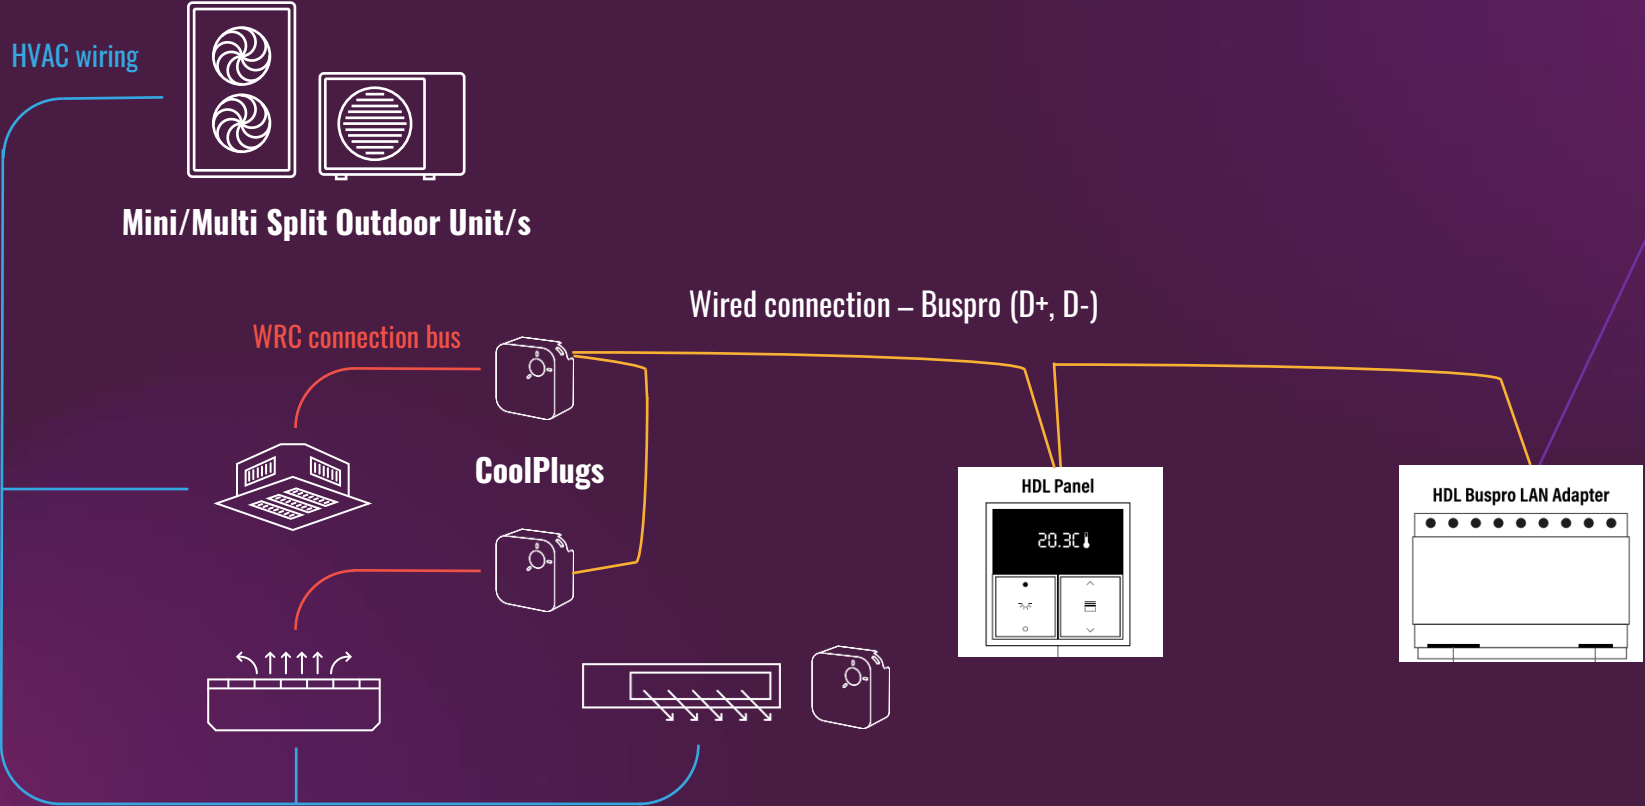 HVAC wiring
Mini/Multi Split Outdoor Unit/s
Wired connection – Buspro (D+, D-)
WRC connection bus
CoolPlugs
HDL Panel
20.3C
HDL Buspro LAN Adapter